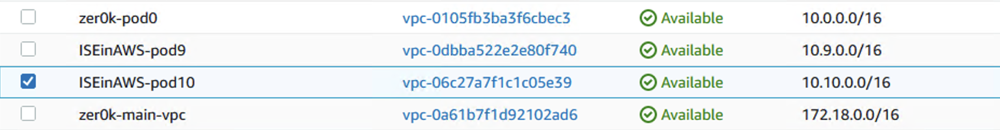 zer0k-pod0 vpc-0105fb3ba3f6cbec3 Available 10.0.0.0/16
ISEinAWS-pod9 vpc-0dbba522e2e80f740 Available 10.9.0.0/16
ISEinAWS-pod10 vpc-06c27a7f1c1c05e39 Available 10.10.0.0/16
zer0k-main-vpc vpc-0a61b7f1d92102ad6 Available 172.18.0.0/16